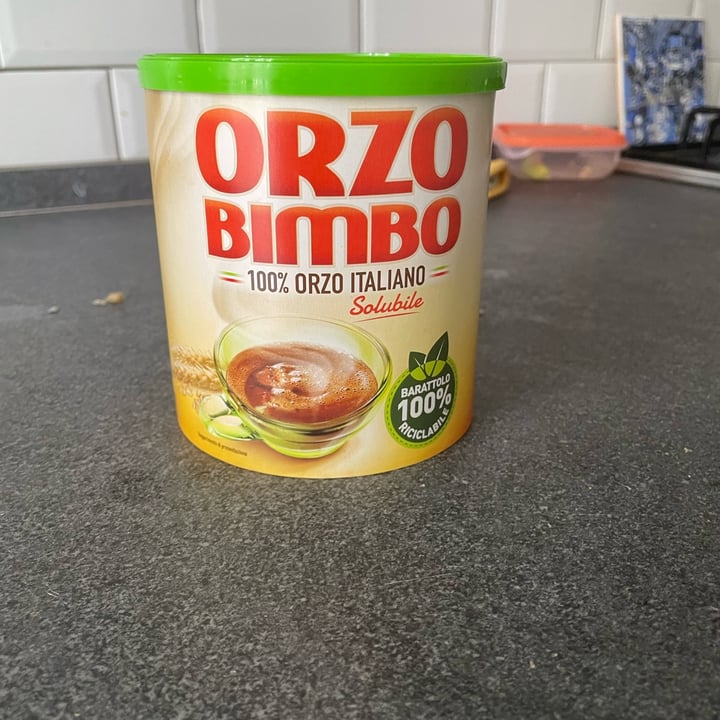 ORZO
BIMBO
100% ORZO ITALIANO
Solubile
BARATTOLO
100%
RICICLABILE